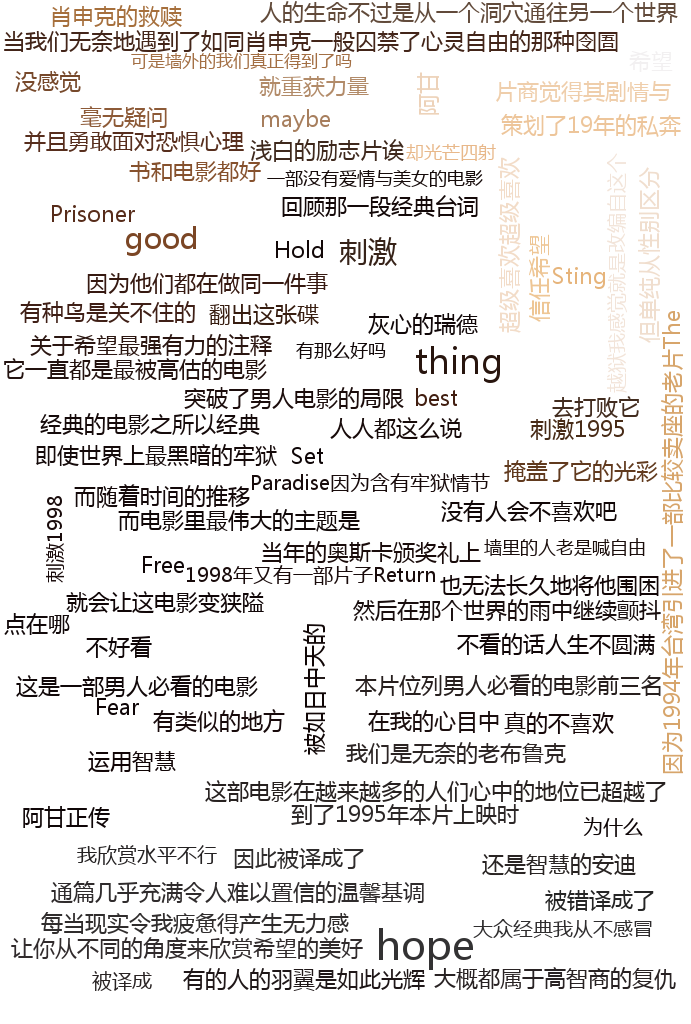 肖申克的救赎
人的生命不过是从一个洞穴通往另一个世界
当我们无奈地遇到了如同肖申克一般囚禁了心灵自由的那种囹圄
可是墙外的我们真正得到了吗
希望
没感觉
就重获力量
阿甘
片商觉得其剧情与
毫无疑问
maybe
策划了19年的私奔
并且勇敢面对恐惧心理
浅白的励志片诶
却光芒四射
书和电影都好
一部没有爱情与美女的电影
超级喜欢超级喜欢
越狱我感觉就是改编自这个
但单纯从性别区分
Prisoner
回顾那一段经典台词
good
Hold
刺激
信任希望
Sting
因为他们都在做同一件事
有种鸟是关不住的
翻出这张碟
灰心的瑞德
因为1994年台湾引进了一部比较卖座的老片The
关于希望最强有力的注释
有那么好吗
thing
它一直都是最被高估的电影
突破了男人电影的局限
best
去打败它
经典的电影之所以经典
人人都这么说
刺激1995
即使世界上最黑暗的牢狱
Set
掩盖了它的光彩
Paradise因为含有牢狱情节
而随着时间的推移
刺激1998
而电影里最伟大的主题是
没有人会不喜欢吧
当年的奥斯卡颁奖礼上
墙里的人老是喊自由
Free
1998年又有一部片子Return
也无法长久地将他围困
就会让这电影变狭隘
然后在那个世界的雨中继续颤抖
点在哪
被如日中天的
不好看
不看的话人生不圆满
这是一部男人必看的电影
本片位列男人必看的电影前三名
Fear
有类似的地方
在我的心目中
真的不喜欢
我们是无奈的老布鲁克
运用智慧
这部电影在越来越多的人们心中的地位已超越了
阿甘正传
到了1995年本片上映时
为什么
我欣赏水平不行
因此被译成了
还是智慧的安迪
通篇几乎充满令人难以置信的温馨基调
被错译成了
每当现实令我疲惫得产生无力感
大众经典我从不感冒
让你从不同的角度来欣赏希望的美好
hope
被译成
有的人的羽翼是如此光辉
大概都属于高智商的复仇